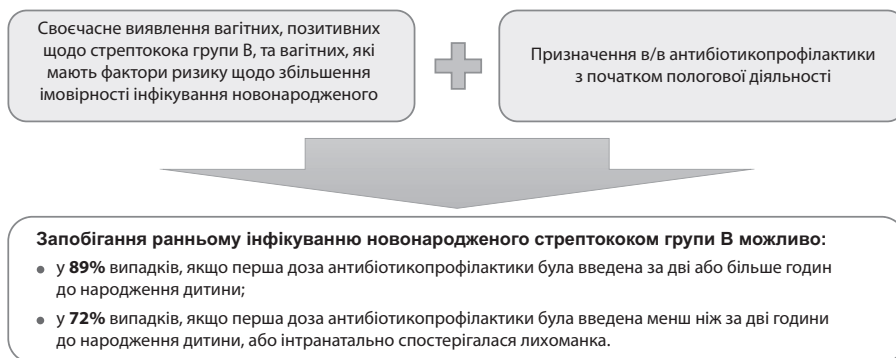 Своєчасне виявлення вагітних, позитивних
щодо стрептокока групи В, та вагітних, які
мають фактори ризику щодо збільшення
імовірності інфікування новонародженого
Призначення в/в антибіотикопрофілактики
з початком пологової діяльності
Запобігання ранньому інфікуванню новонародженого стрептококом групи В можливо:
• у 89% випадків, якщо перша доза антибіотикопрофілактики була введена за дві або більше годин
до народження дитини;
• у 72% випадків, якщо перша доза антибіотикопрофілактики була введена менш ніж за дві години
до народження дитини, або інтранатально спостерігалася лихоманка.